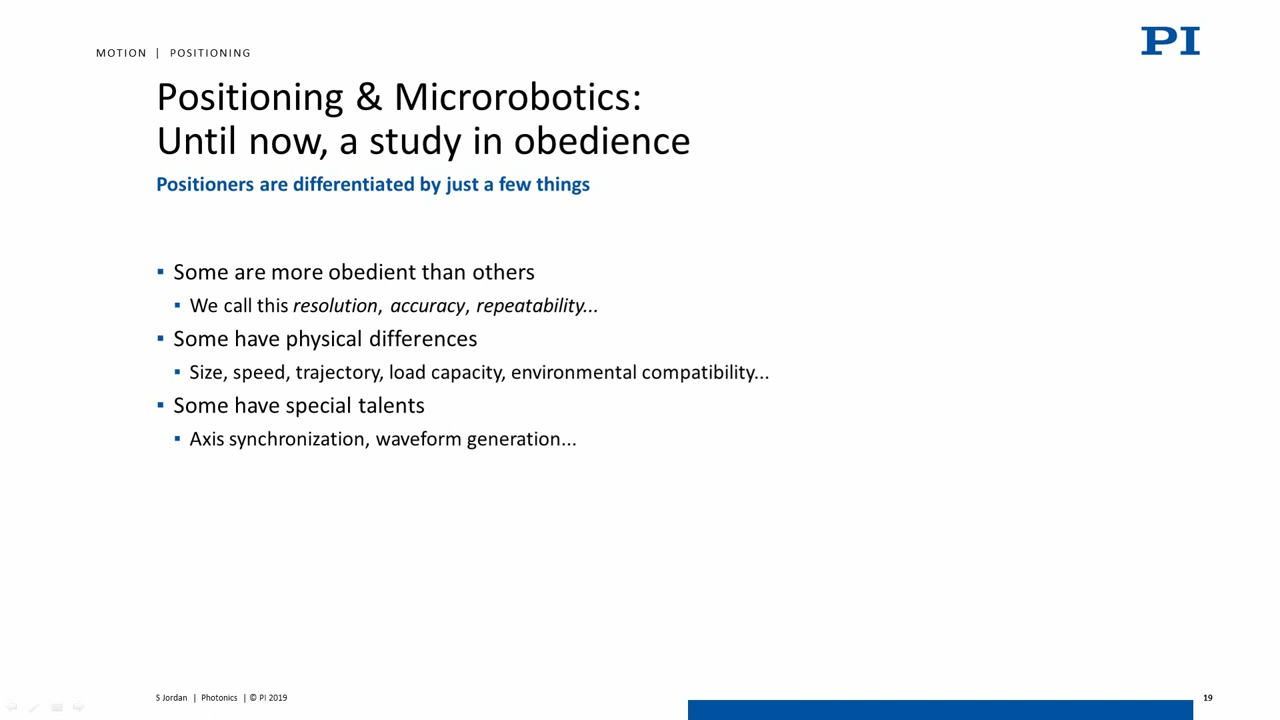 MOTION | POSITIONING
PI
Positioning & Microrobotics:
Until now, a study in obedience
Positioners are differentiated by just a few things
▪ Some are more obedient than others
▪ We call this resolution, accuracy, repeatability...
▪ Some have physical differences
▪ Size, speed, trajectory, load capacity, environmental compatibility...
▪ Some have special talents
▪ Axis synchronization, waveform generation...
S Jordan | Photonics | © PI 2019
19